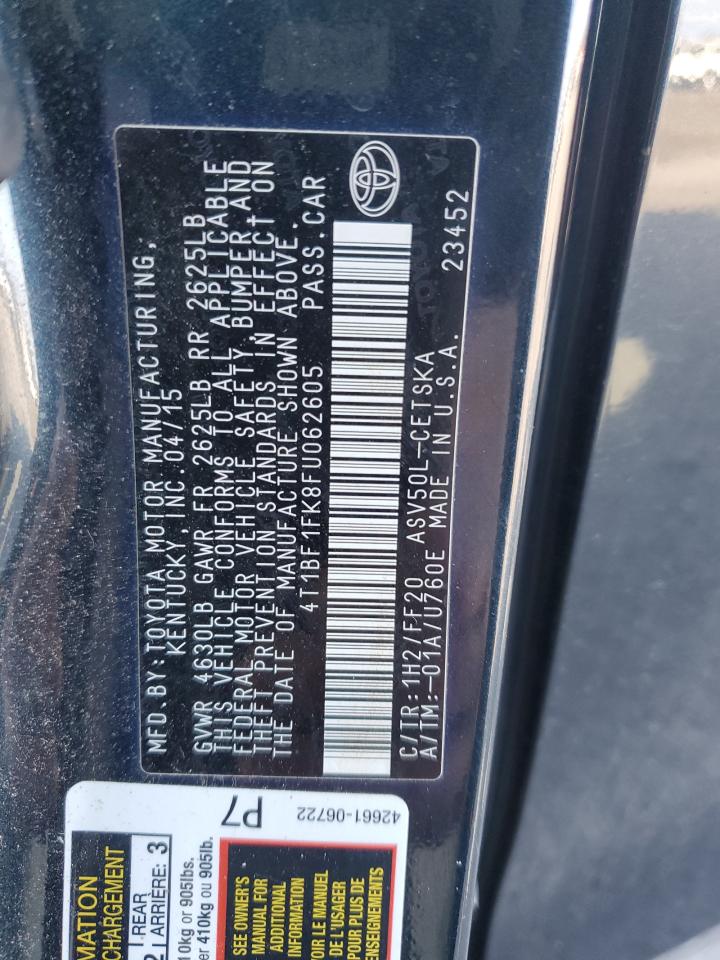 MFD.BY:TOYOTA MOTOR MANUFACTURING,
KENTUCKY,INC.04/15
GVWR 4630LB GAWR FR 2625LB RR 2625LB
THIS VEHICLE CONFORMS TO ALL APPLICABLE
FEDERAL MOTOR VEHICLE SAFETY, BUMPER AND
THEFT PREVENTION STANDARDS IN EFFECT ON
THE DATE OF MANUFACTURE SHOWN ABOVE.
4T1BF1FK8FU062605 PASS.CAR
C/TR:1H2/FF20 ASV50L-CETSKA
A/TM:-01A/U760E MADE IN U.S.A.
23452
P7
42661-06722
MATION
CHARGEMENT
REAR
2 ARRIÈRE: 3
10kg or 905lbs.
er 410kg ou 905lb.
SEE OWNER'S
MANUAL FOR
ADDITIONAL
INFORMATION
VOIR LE MANUEL
DE L'USAGER
POUR PLUS DE
RENSEIGNEMENTS